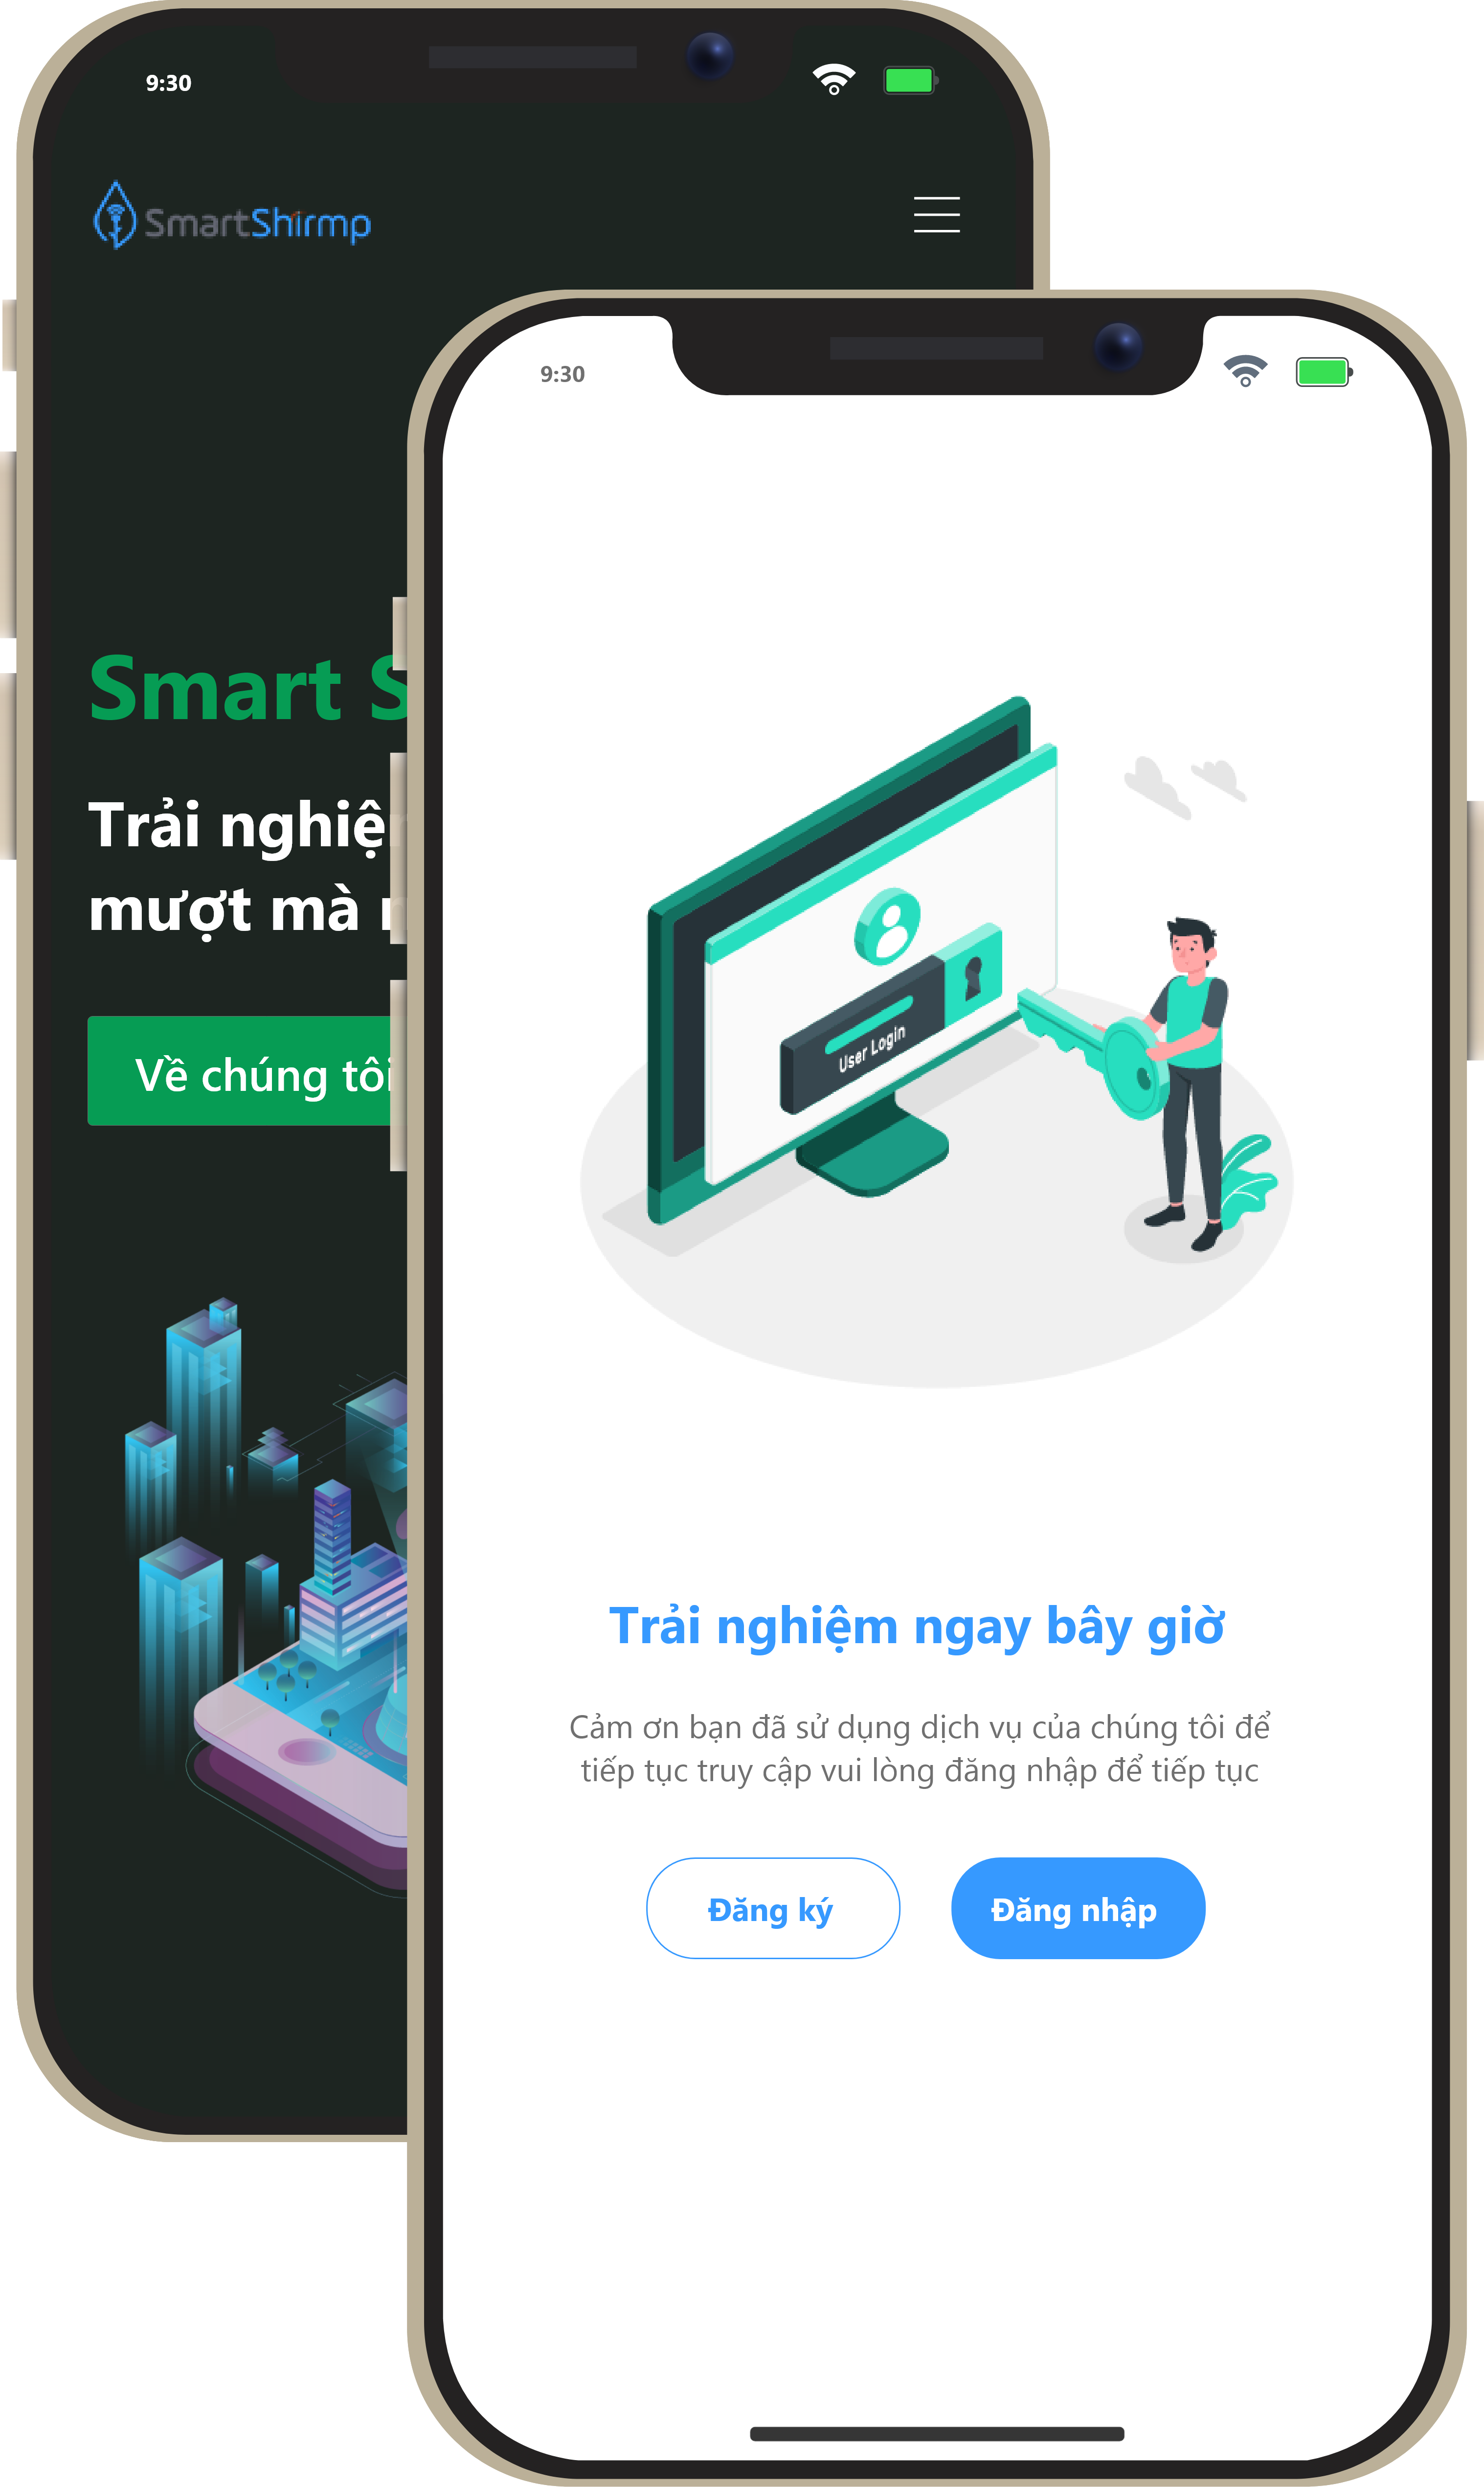 9:30
SmartShirmp
Smart S
Trải nghiệ
mượt mà
Về chúng tôi
9:30
User Login
Trải nghiệm ngay bây giờ
Cảm ơn bạn đã sử dụng dịch vụ của chúng tôi để
tiếp tục truy cập vui lòng đăng nhập để tiếp tục
Đăng ký
Đăng nhập